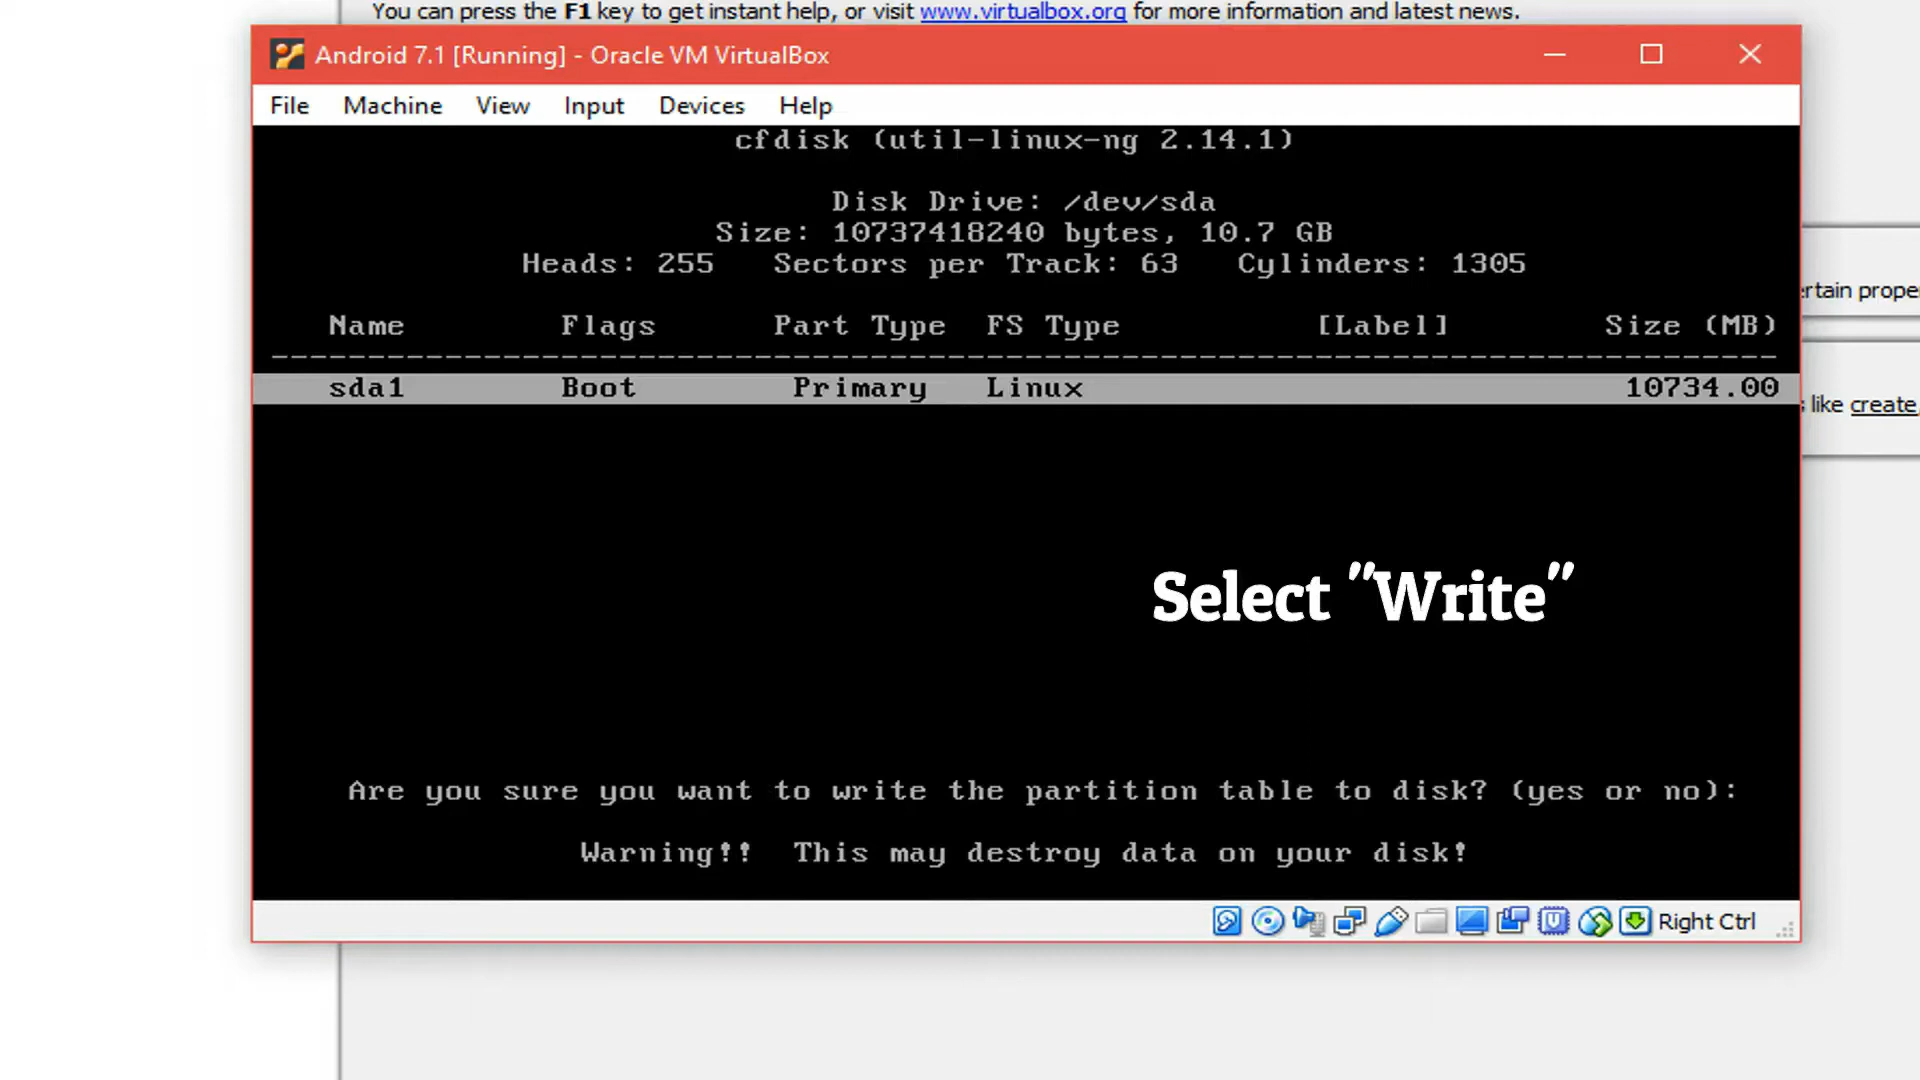 You can press the F1 key to get instant help, or visit www.virtualbox.org for more information and latest news.
Android 7.1 [Running] - Oracle VM VirtualBox
File Machine View Input Devices Help
cfdisk (util-linux-ng 2.14.1)
Disk Drive: /dev/sda
Size: 10737418240 bytes, 10.7 GB
Heads: 255 Sectors per Track: 63 Cylinders: 1305
Name Flags Part Type FS Type [Label] Size (MB)
sda1 Boot Primary Linux 10734.00
ertain prope
like create,
Select "Write"
Are you sure you want to write the partition table to disk? (yes or no):
Warning!! This may destroy data on your disk!
Right Ctrl